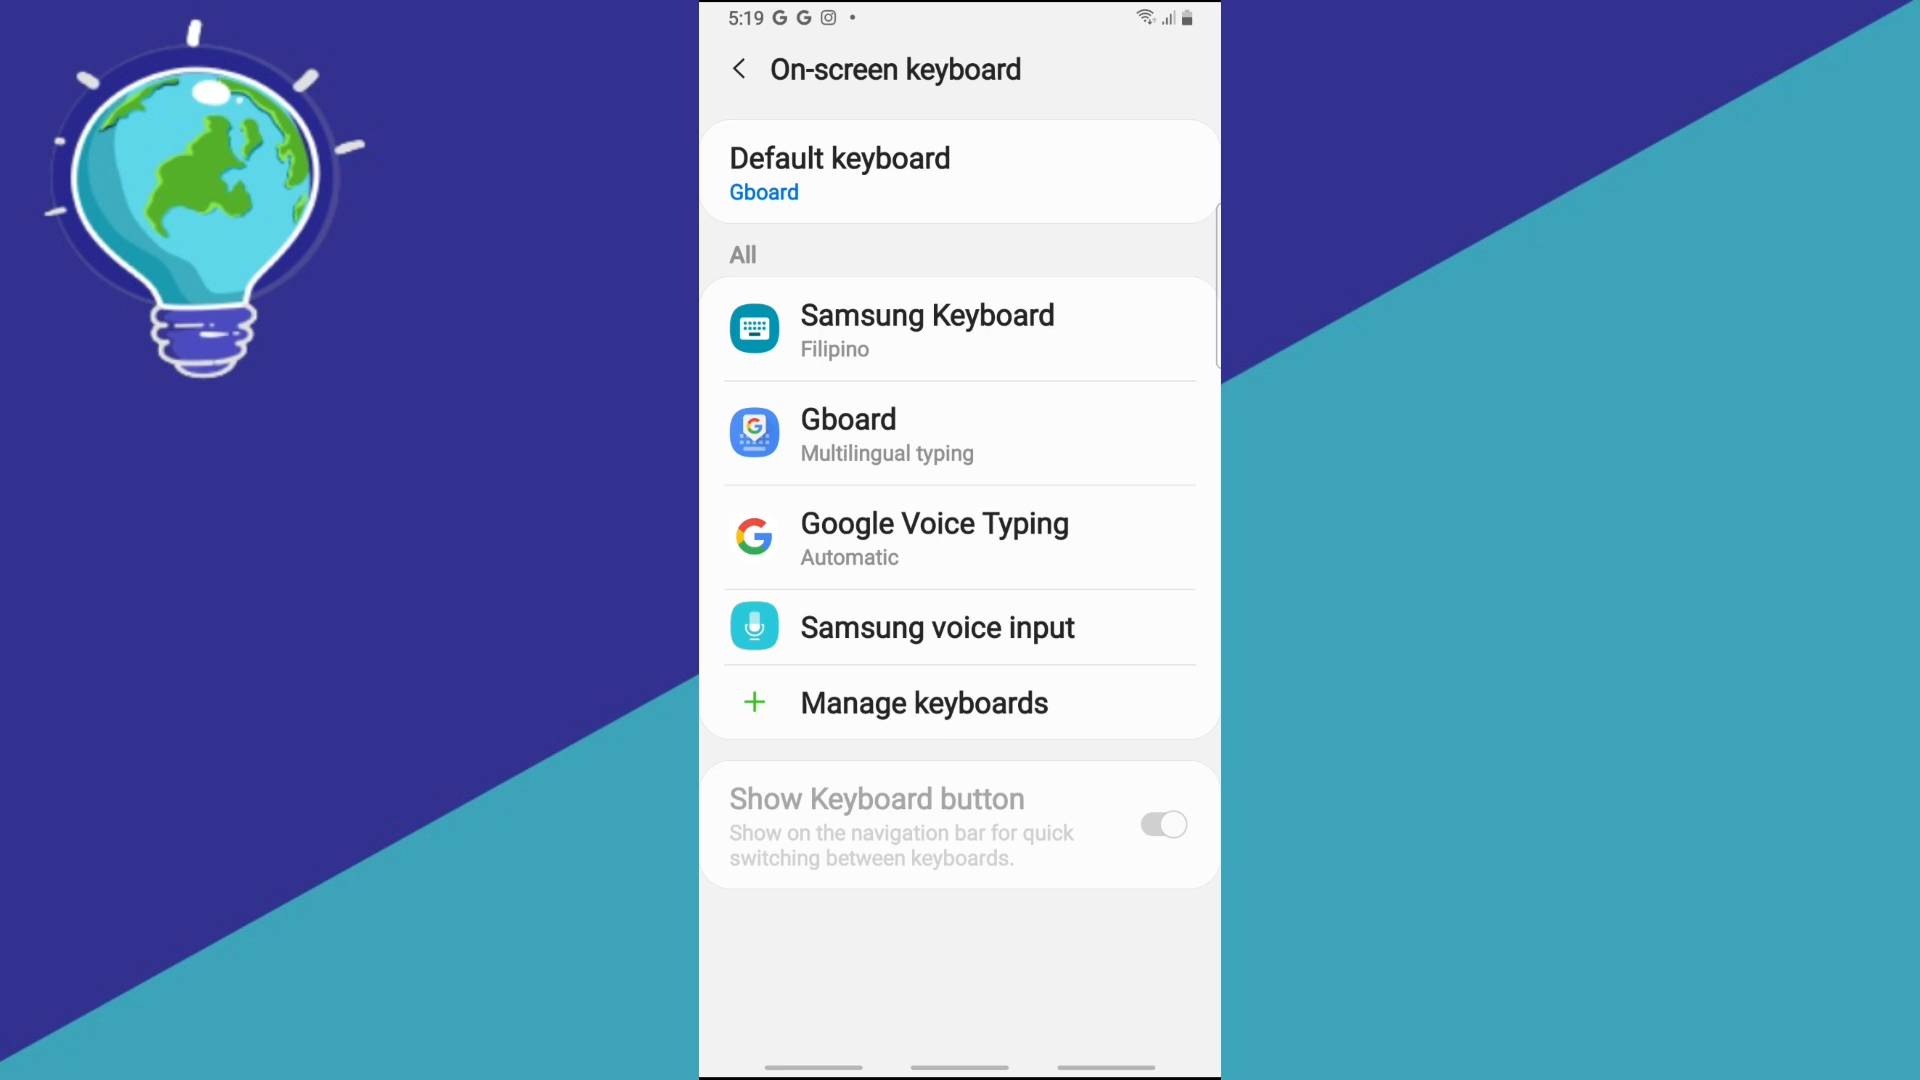 5:19
On-screen keyboard
Default keyboard
Gboard
All
Samsung Keyboard
Filipino
Gboard
Multilingual typing
Google Voice Typing
Automatic
Samsung voice input
Manage keyboards
Show Keyboard button
Show on the navigation bar for quick
switching between keyboards.